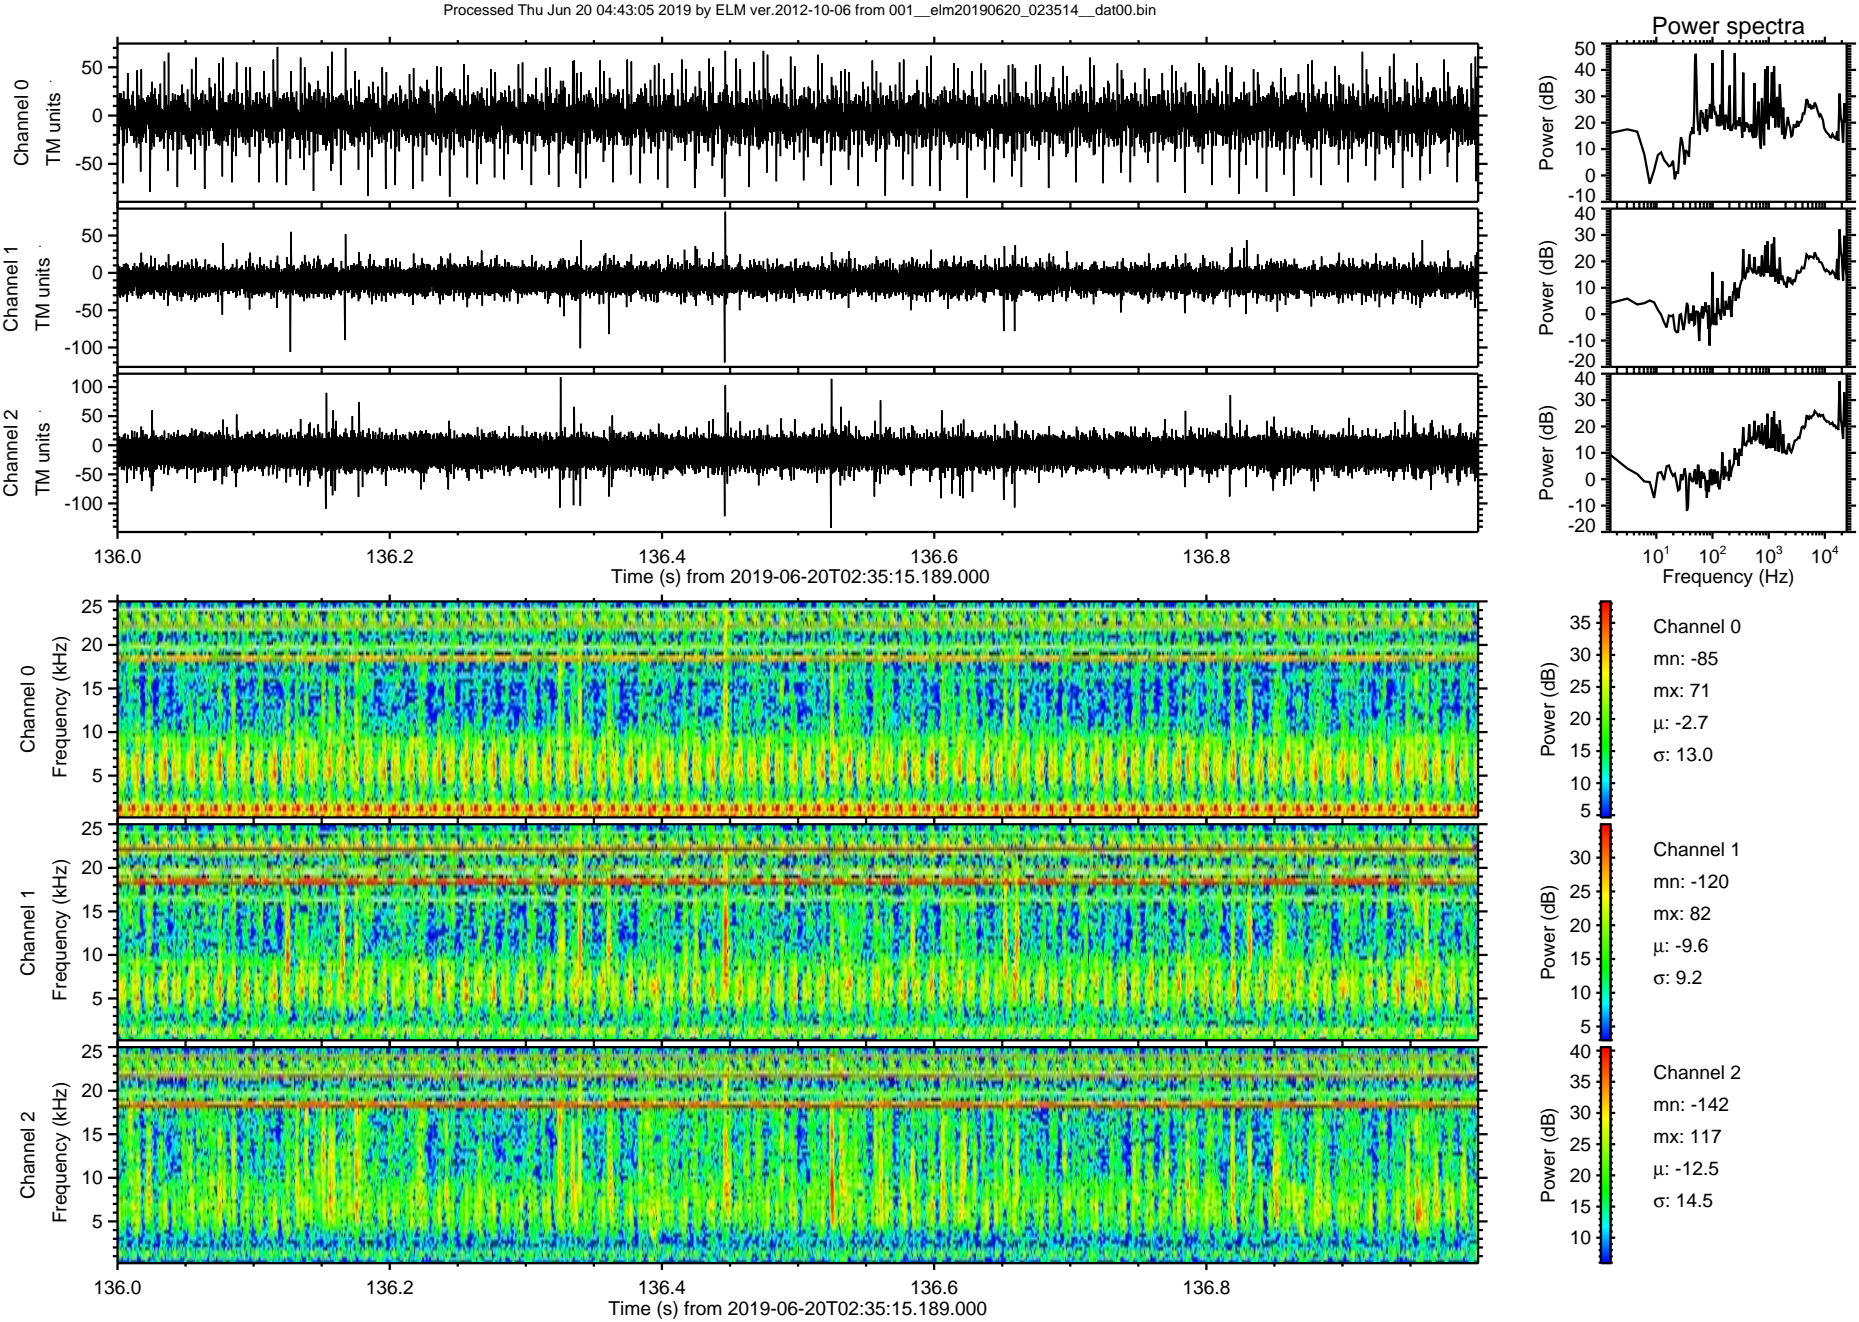 Processed Thu Jun 20 04:43:05 2019 by ELM ver.2012-10-06 from 001__elm20190620_023514__dat00.bin
Power spectra
Channel 0
TM units
50
0
-50
Power (dB)
50
40
30
20
10
0
-10
Channel 1
TM units
50
0
-50
-100
Power (dB)
40
30
20
10
0
-10
-20
Channel 2
TM units
100
50
0
-50
-100
Power (dB)
40
30
20
10
0
-10
-20
136.0 136.2 136.4 136.6 136.8
Time (s) from 2019-06-20T02:35:15.189.000
10^1 10^2 10^3 10^4
Frequency (Hz)
Channel 0
Frequency (kHz)
25
20
15
10
5
Power (dB)
35
30
25
20
15
10
5
Channel 0
mn: -85
mx: 71
μ: -2.7
σ: 13.0
Channel 1
Frequency (kHz)
25
20
15
10
5
Power (dB)
30
25
20
15
10
5
Channel 1
mn: -120
mx: 82
μ: -9.6
σ: 9.2
Channel 2
Frequency (kHz)
25
20
15
10
5
Power (dB)
40
35
30
25
20
15
10
Channel 2
mn: -142
mx: 117
μ: -12.5
σ: 14.5
136.0 136.2 136.4 136.6 136.8
Time (s) from 2019-06-20T02:35:15.189.000